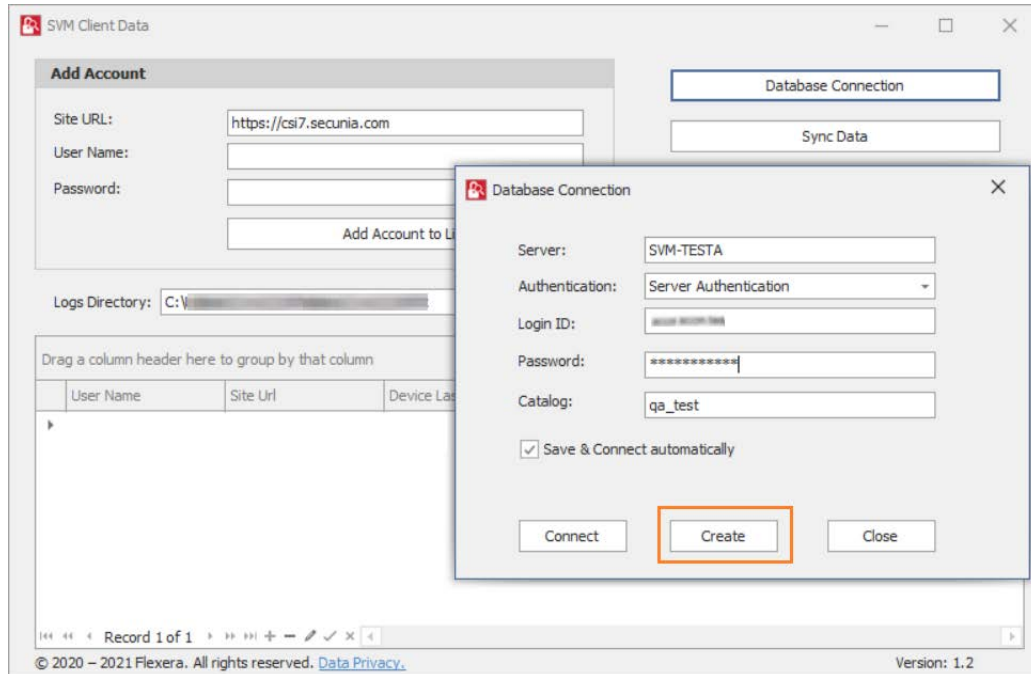 SVM Client Data
Add Account
Site URL:
https://csi7.secunia.com
User Name:
Password:
Add Account to Li
Logs Directory:
C:\
Database Connection
Sync Data
Drag a column header here to group by that column
User Name
Site Url
Device Las
Database Connection
Server:
SVM-TESTA
Authentication:
Server Authentication
Login ID:
Password:
***********
Catalog:
qa_test
Save & Connect automatically
Connect
Create
Close
Record 1 of 1
© 2020 – 2021 Flexera. All rights reserved. Data Privacy.
Version: 1.2